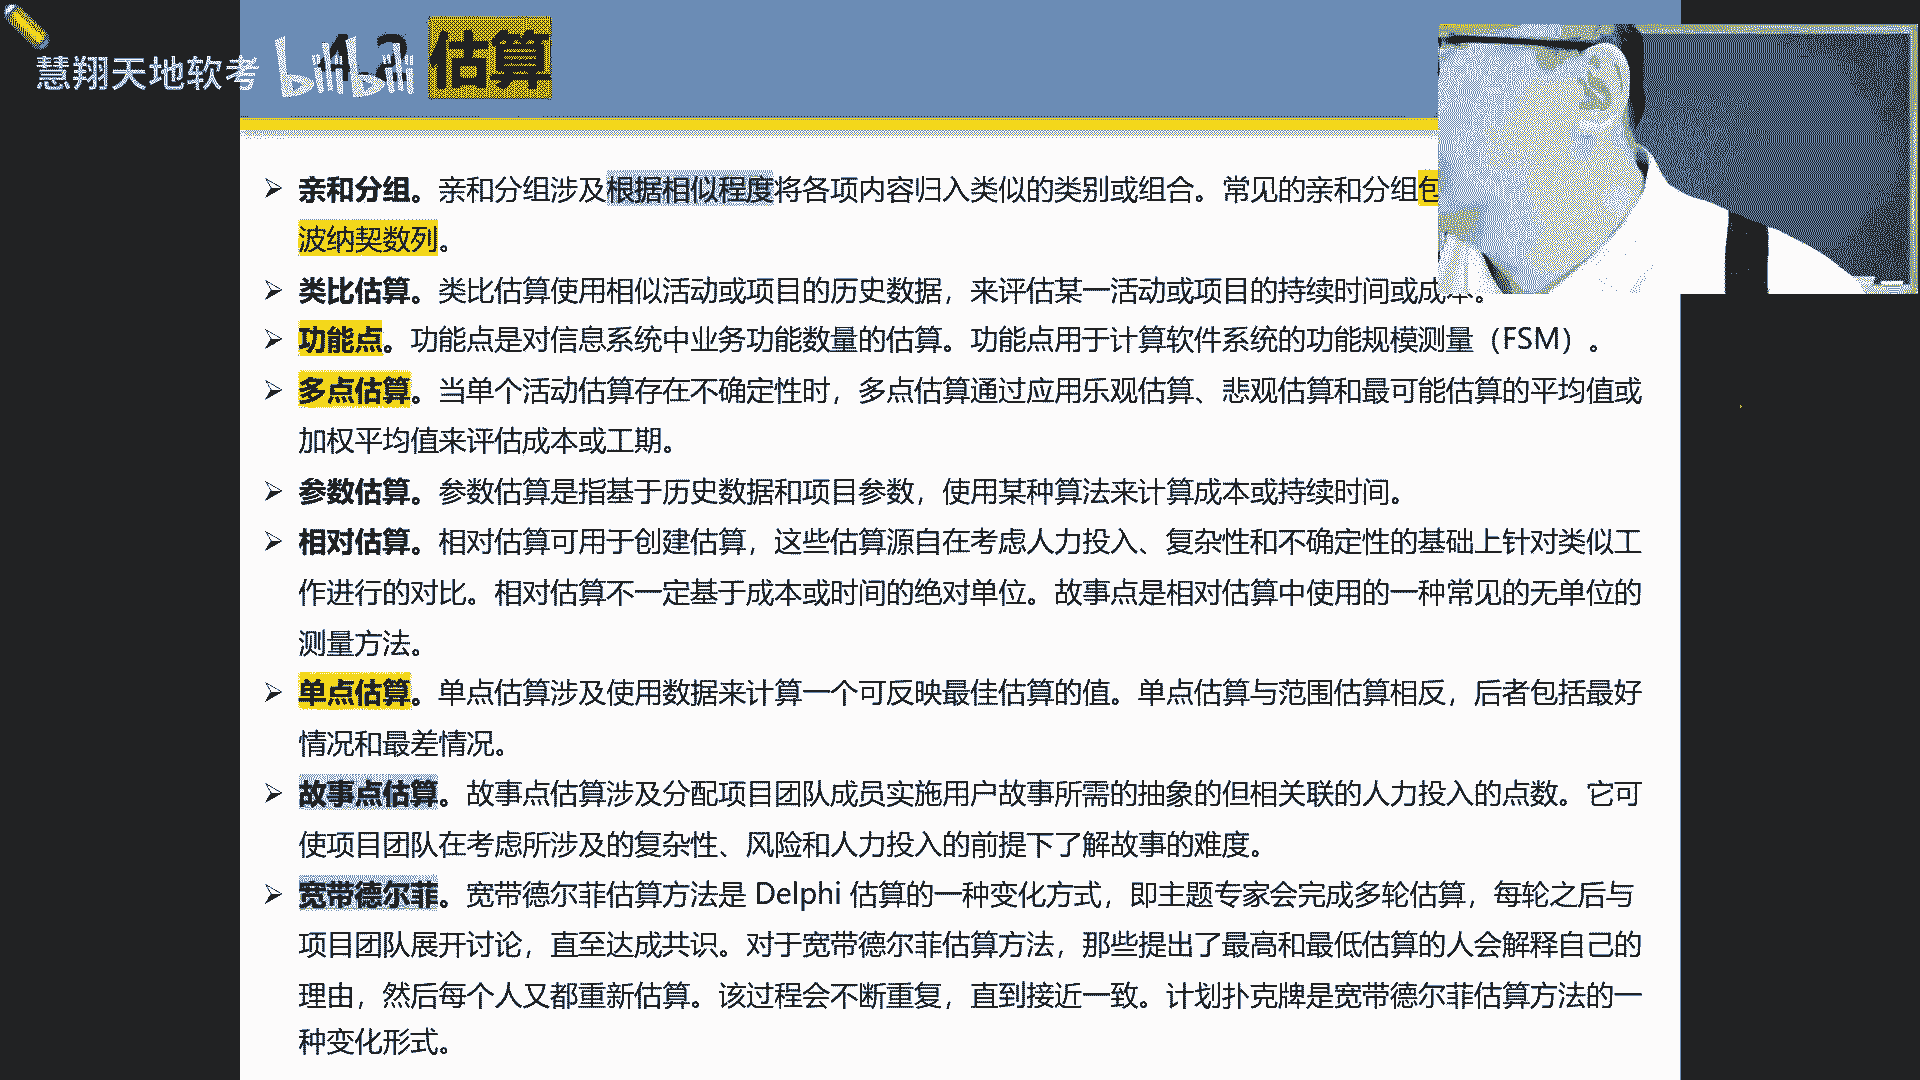 慧翔天地软考 bilibili 4.2 估算
➢ 亲和分组。亲和分组涉及根据相似程度将各项内容归入类似的类别或组合。常见的亲和分组包
波纳契数列。
➢ 类比估算。类比估算使用相似活动或项目的历史数据，来评估某一活动或项目的持续时间或成本。
➢ 功能点。功能点是对信息系统中业务功能数量的估算。功能点用于计算软件系统的功能规模测量（FSM）。
➢ 多点估算。当单个活动估算存在不确定性时，多点估算通过应用乐观估算、悲观估算和最可能估算的平均值或
加权平均值来评估成本或工期。
➢ 参数估算。参数估算是指基于历史数据和项目参数，使用某种算法来计算成本或持续时间。
➢ 相对估算。相对估算可用于创建估算，这些估算源自在考虑人力投入、复杂性和不确定性的基础上针对类似工
作进行的对比。相对估算不一定基于成本或时间的绝对单位。故事点是相对估算中使用的一种常见的无单位的
测量方法。
➢ 单点估算。单点估算涉及使用数据来计算一个可反映最佳估算的值。单点估算与范围估算相反，后者包括最好
情况和最差情况。
➢ 故事点估算。故事点估算涉及分配项目团队成员实施用户故事所需的抽象的但相关联的人力投入的点数。它可
使项目团队在考虑所涉及的复杂性、风险和人力投入的前提下了解故事的难度。
➢ 宽带德尔菲。宽带德尔菲估算方法是 Delphi 估算的一种变化方式，即主题专家会完成多轮估算，每轮之后与
项目团队展开讨论，直至达成共识。对于宽带德尔菲估算方法，那些提出了最高和最低估算的人会解释自己的
理由，然后每个人又都重新估算。该过程会不断重复，直到接近一致。计划扑克牌是宽带德尔菲估算方法的一
种变化形式。